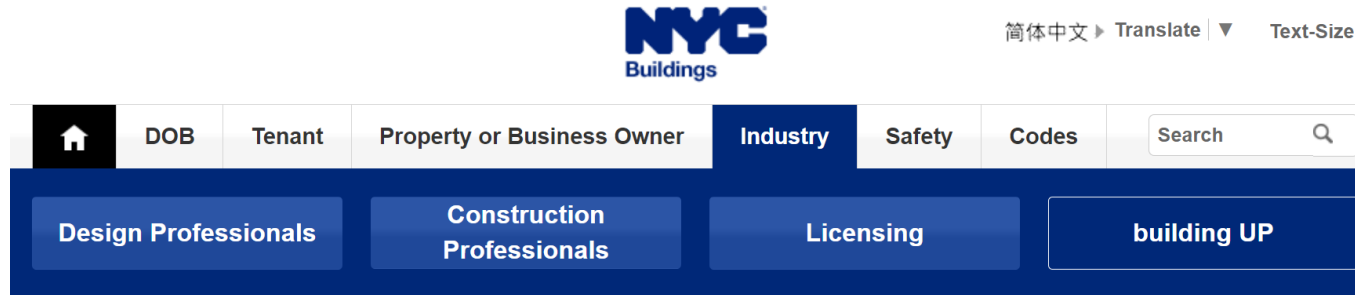 NYC
Buildings
简体中文 Translate ▼ Text-Size
DOB Tenant Property or Business Owner Industry Safety Codes Search
Design Professionals Construction Professionals Licensing building UP